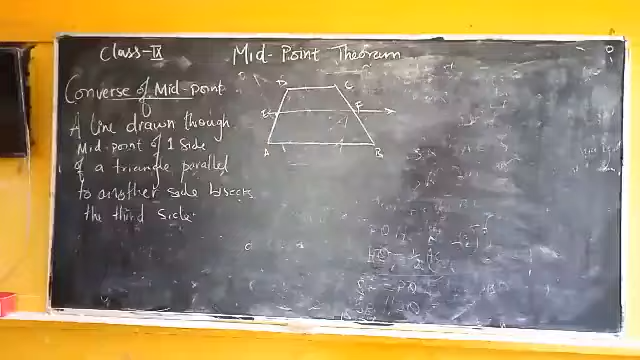 Class-IX
Mid-Point Theorem
Converse of Mid-point
A line drawn through
Mid-point of 1 side
of a triangle parallel
to another side bisects
the third side.
D C
E F
A B